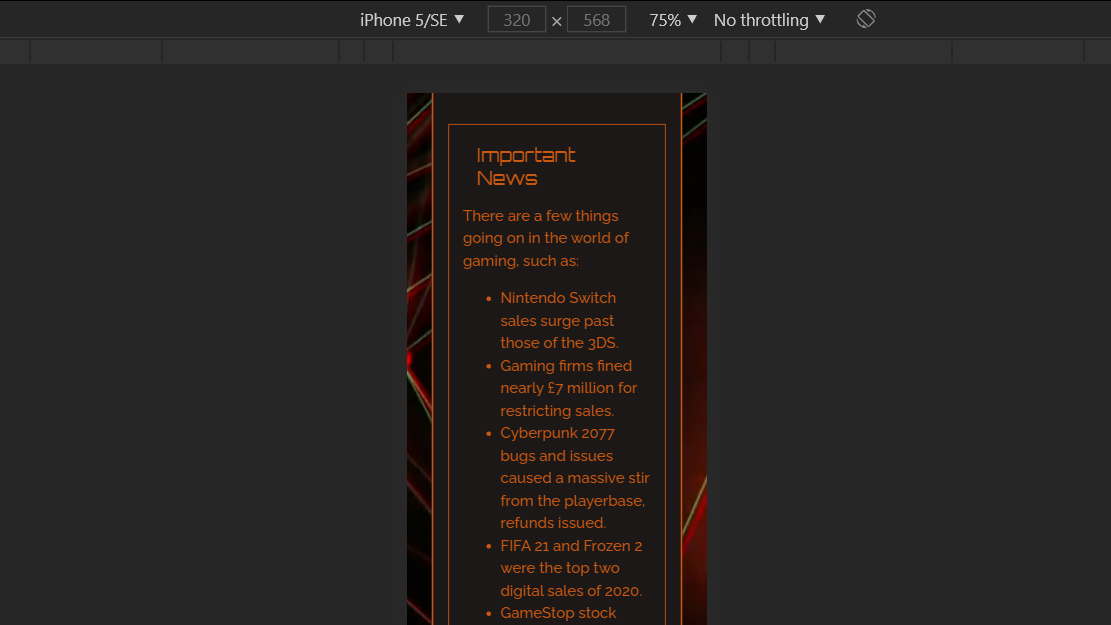 iPhone 5/SE ▼ 320 × 568 75% ▼ No throttling ▼
Important
News
There are a few things
going on in the world of
gaming, such as:
• Nintendo Switch
sales surge past
those of the 3DS.
• Gaming firms fined
nearly £7 million for
restricting sales.
• Cyberpunk 2077
bugs and issues
caused a massive stir
from the playerbase,
refunds issued.
• FIFA 21 and Frozen 2
were the top two
digital sales of 2020.
• GameStop stock